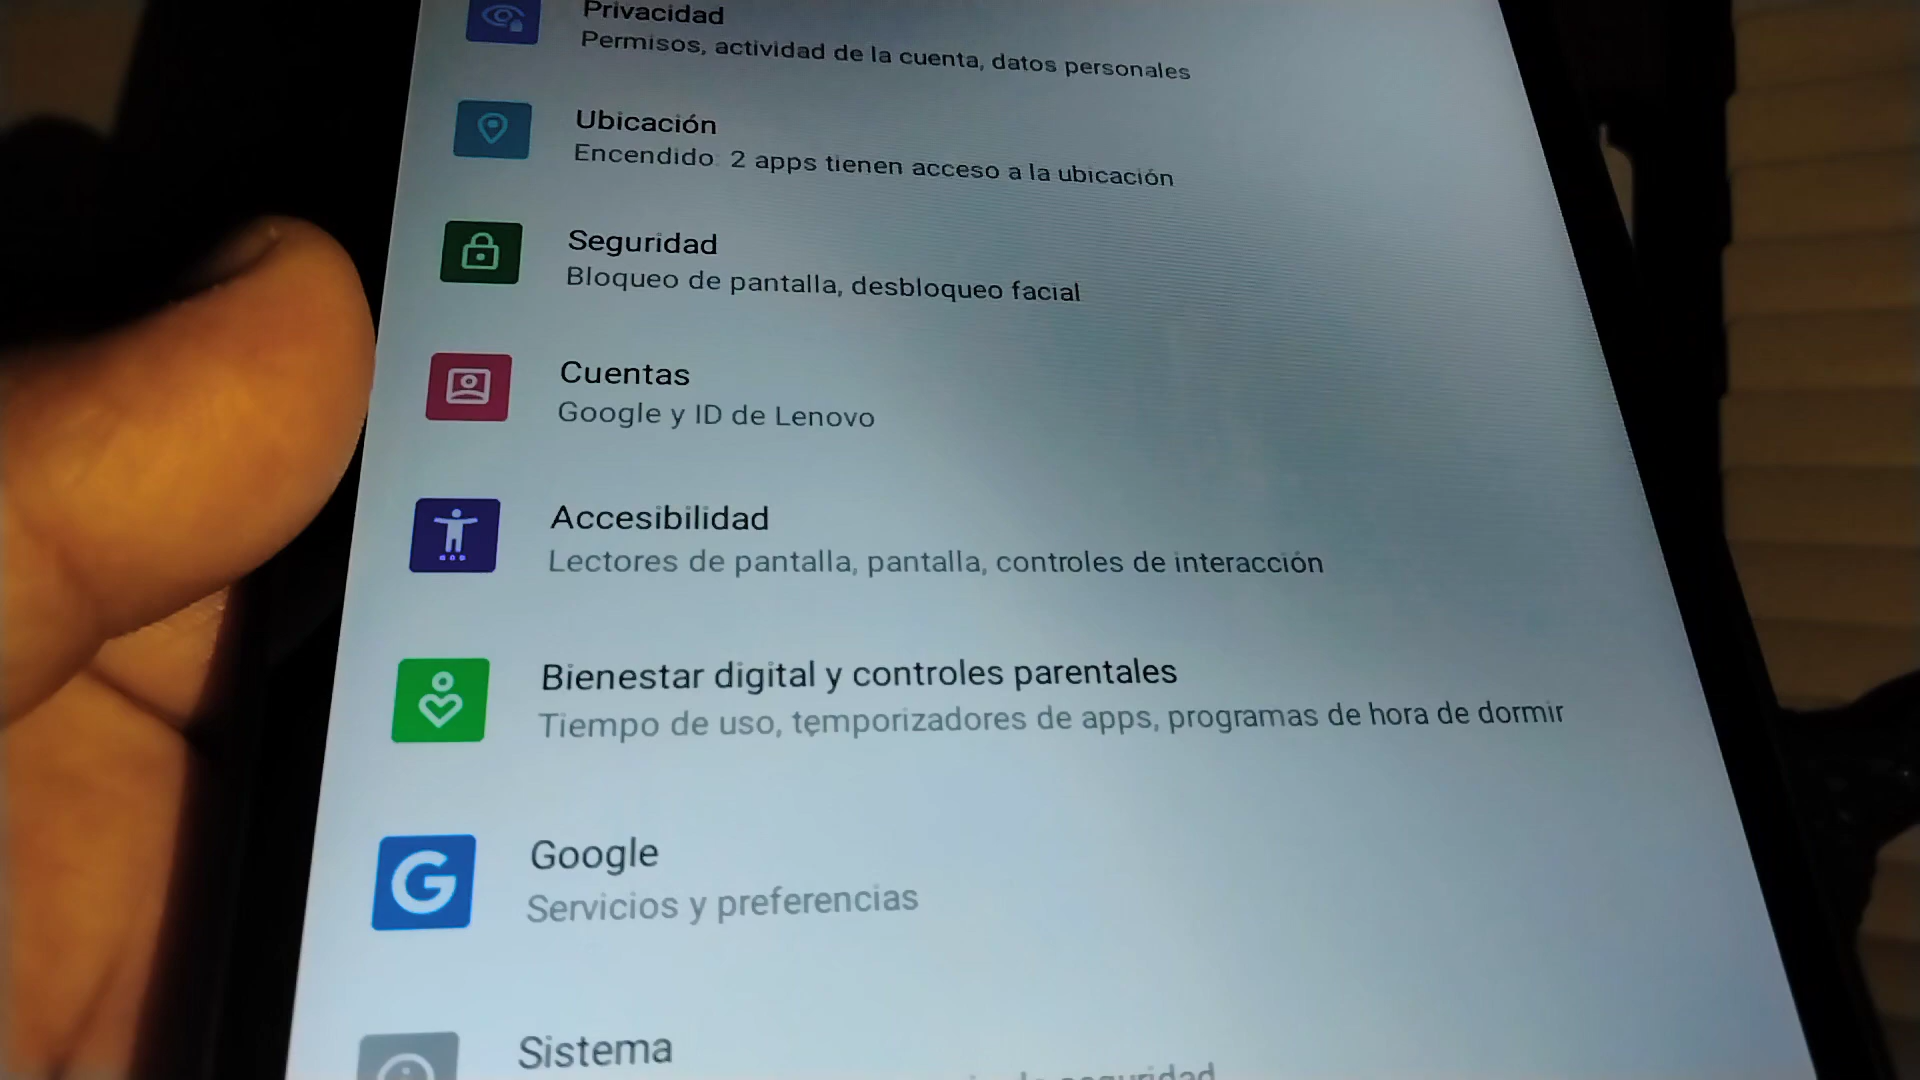 Privacidad
Permisos, actividad de la cuenta, datos personales
Ubicación
Encendido: 2 apps tienen acceso a la ubicación
Seguridad
Bloqueo de pantalla, desbloqueo facial
Cuentas
Google y ID de Lenovo
Accesibilidad
Lectores de pantalla, pantalla, controles de interacción
Bienestar digital y controles parentales
Tiempo de uso, temporizadores de apps, programas de hora de dormir
G
Google
Servicios y preferencias
Sistema
seguridad